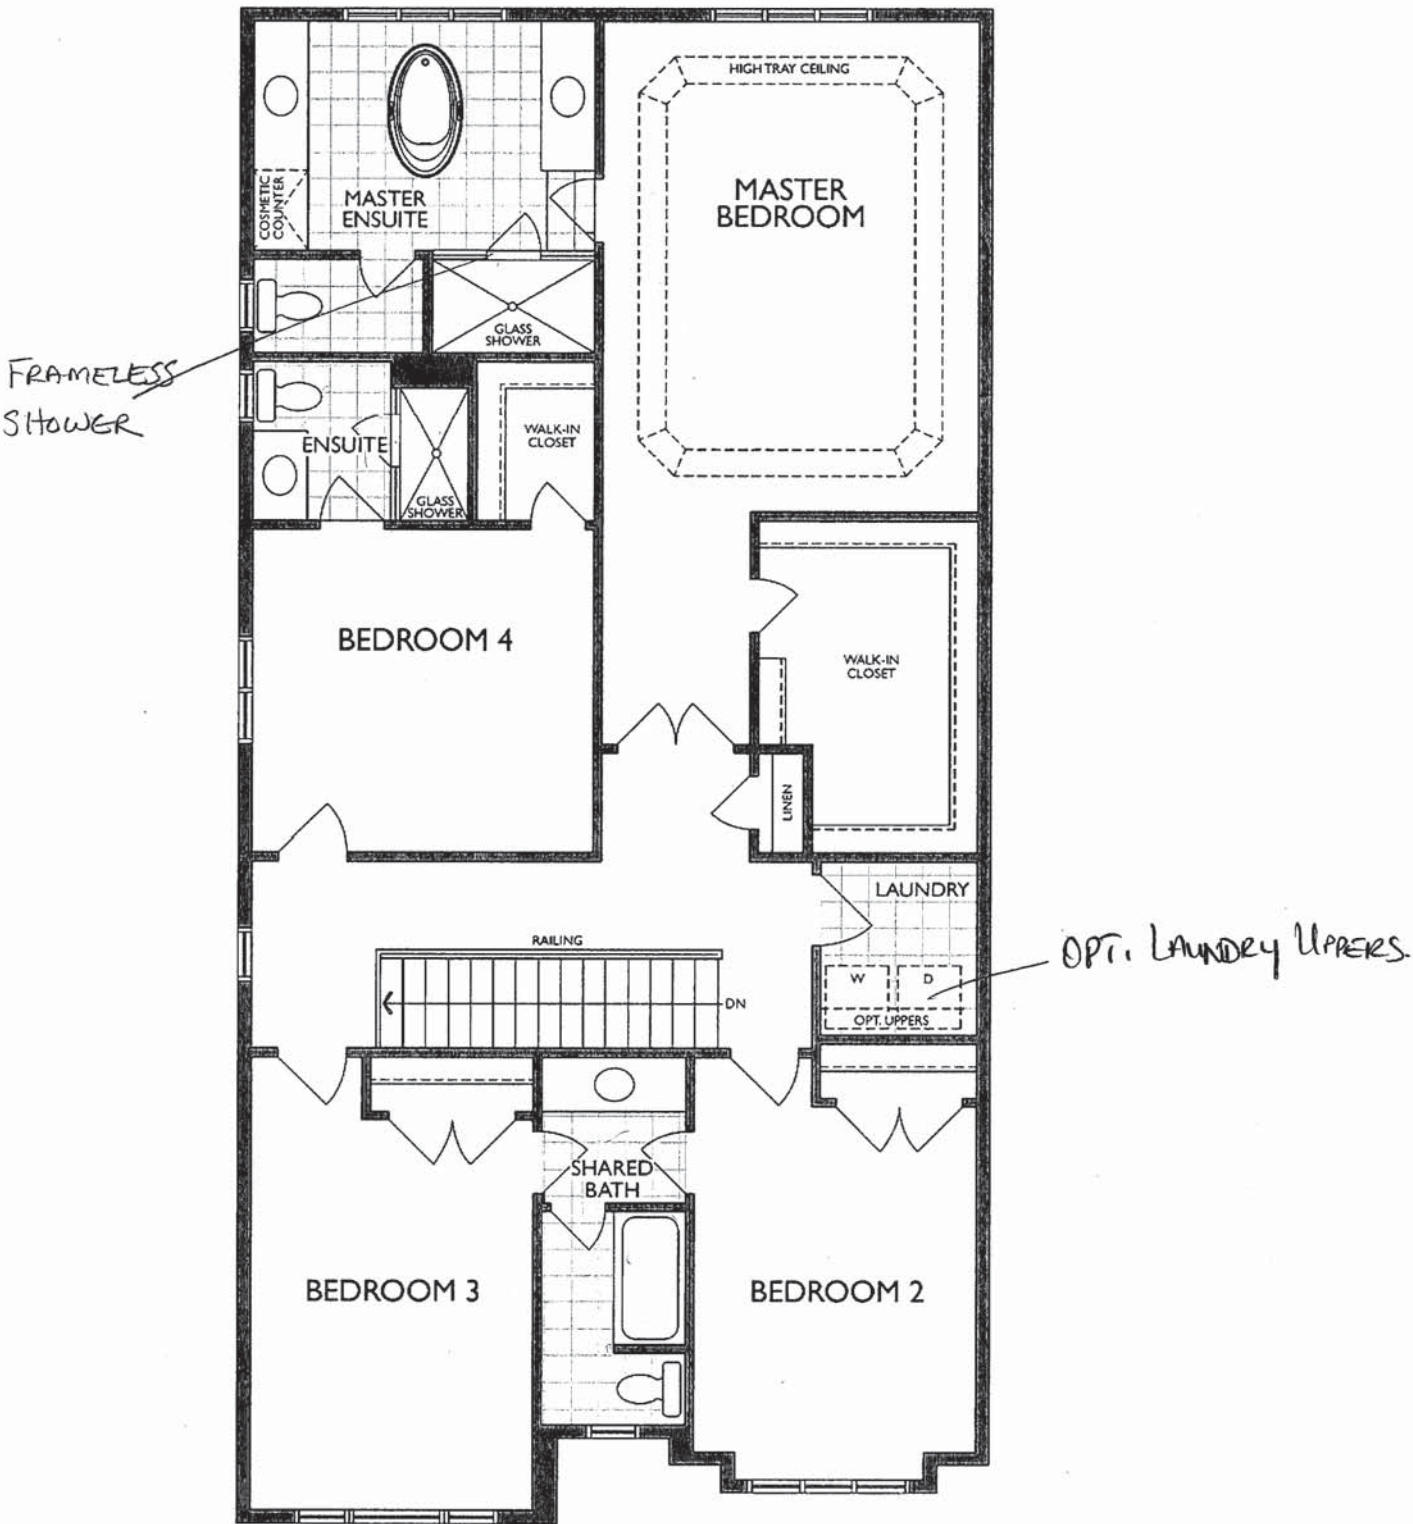 HIGH TRAY CEILING
MASTER
BEDROOM
COSMETIC
COUNTER
MASTER
ENSUITE
GLASS
SHOWER
FRAMELESS
SHOWER
ENSUITE
GLASS
SHOWER
WALK-IN
CLOSET
BEDROOM 4
WALK-IN
CLOSET
LINEN
LAUNDRY
RAILING
W
D
OPT. UPPERS
OPT. LAUNDRY UPPERS.
DN
SHARED
BATH
BEDROOM 3
BEDROOM 2